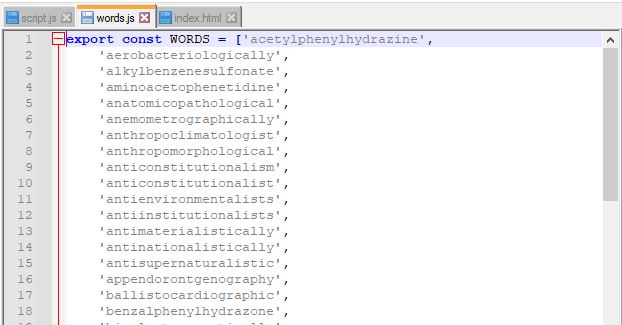 script.js words.js index.html
1 export const WORDS = ['acetylphenylhydrazine',
2 'aerobacteriologically',
3 'alkylbenzenesulfonate',
4 'aminoacetophenetidine',
5 'anatomicopathological',
6 'anemometrographically',
7 'anthropoclimatologist',
8 'anthropomorphological',
9 'anticonstitutionalism',
10 'anticonstitutionalist',
11 'antienvironmentalists',
12 'antiinstitutionalists',
13 'antimaterialistically',
14 'antinationalistically',
15 'antisupernaturalistic',
16 'appendorontgenography',
17 'ballistocardiographic',
18 'benzalphenylhydrazone',